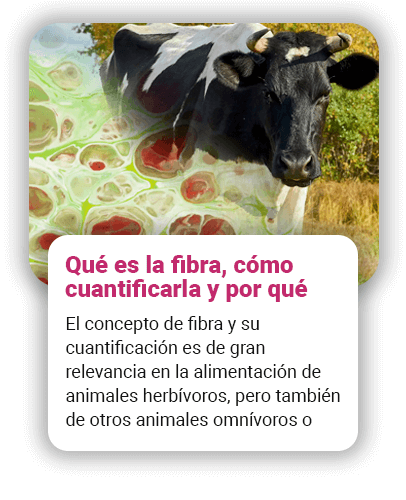 Qué es la fibra, cómo
cuantificarla y por qué
El concepto de fibra y su
cuantificación es de gran
relevancia en la alimentación de
animales herbívoros, pero también
de otros animales omnívoros o